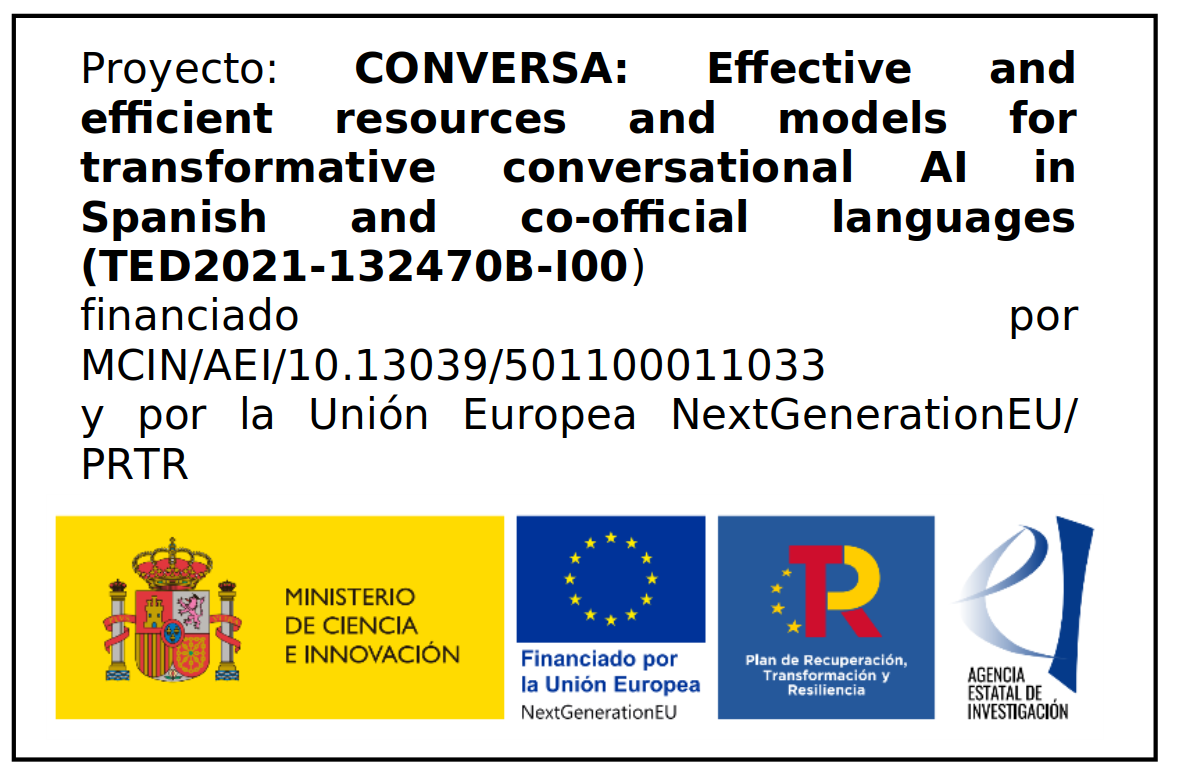 Proyecto: CONVERSA: Effective and
efficient resources and models for
transformative conversational AI in
Spanish and co-official languages
(TED2021-132470B-I00)
financiado por
MCIN/AEI/10.13039/501100011033
y por la Unión Europea NextGenerationEU/
PRTR
MINISTERIO
DE CIENCIA
E INNOVACIÓN
Financiado por
la Unión Europea
NextGenerationEU
Plan de Recuperación,
Transformación y
Resiliencia
AGENCIA
ESTATAL DE
INVESTIGACIÓN